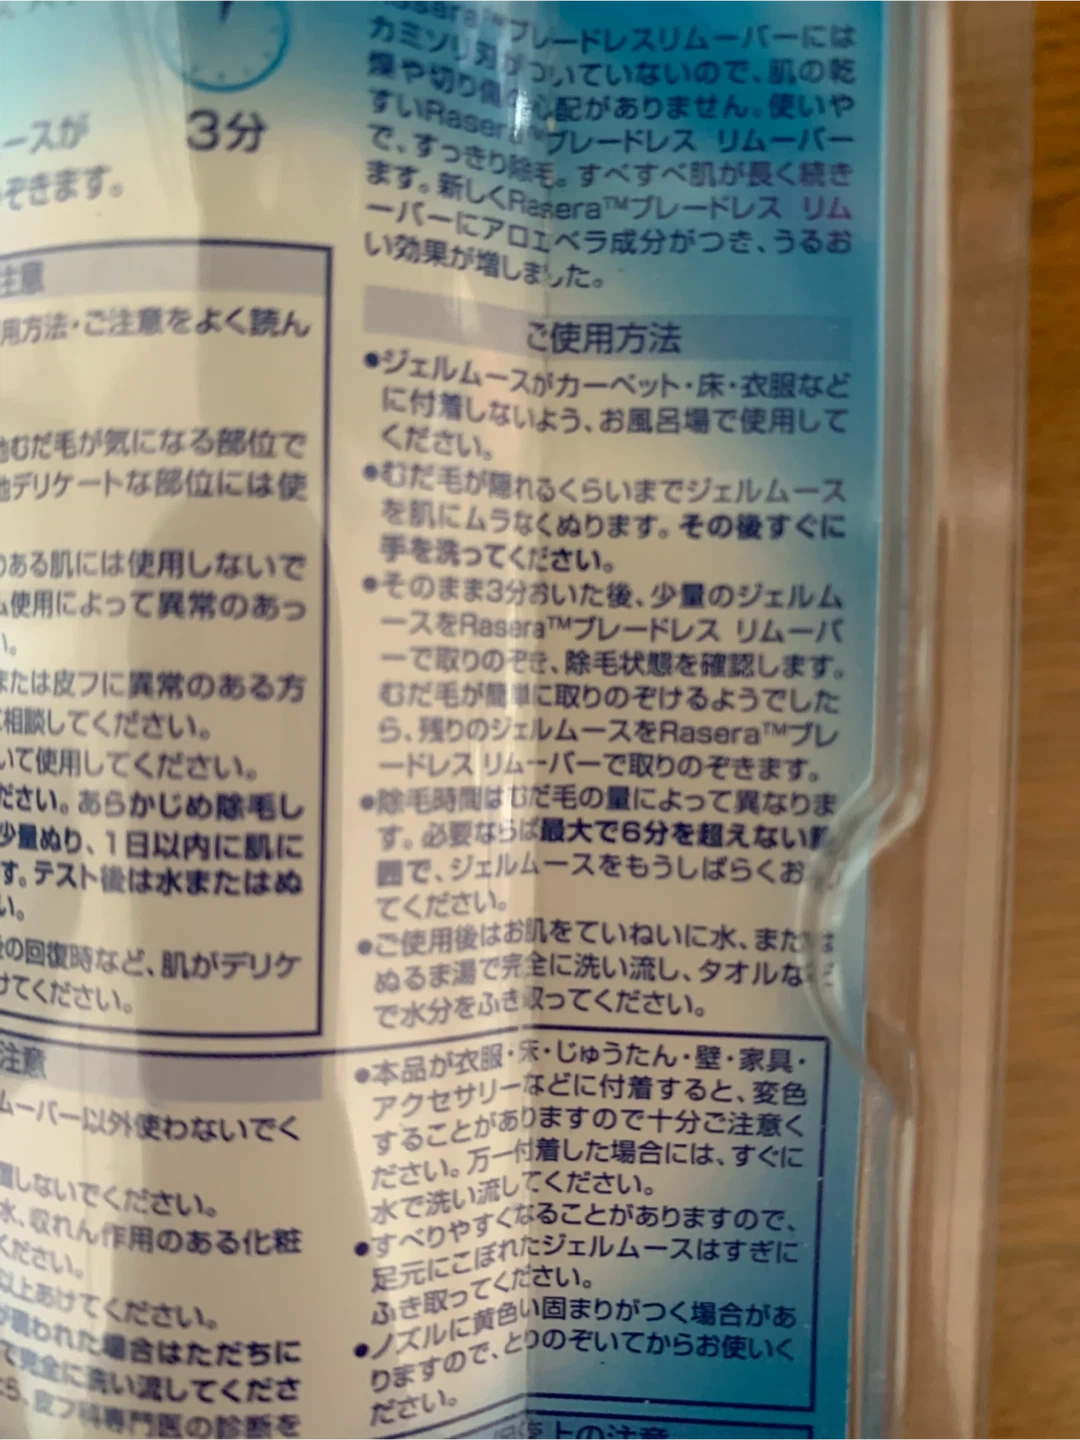 3分
ースが
ぞきます。
注意
用方法・ご注意をよく読ん
むだ毛が気になる部位で
デリケートな部位には使
のある肌には使用しないで
使用によって異常のあっ
い。
または皮フに異常のある方
相談してください。
いて使用してください。
ださい。あらかじめ除毛し
少量ぬり、1日以内に肌に
す。テスト後は水またはぬ
い。
の回復時など、肌がデリケ
けてください。
注意
ムーバー以外使わないでく
しないでください。
水、収れん作用のある化粧
ください。
以上あけてください。
が現われた場合はただちに
て完全に洗い流してくださ
ら、皮フ科専門医の診断を
Rasera™ブレードレスリムーバーには
カミソリ刃がついていないので、肌の乾
燥や切り傷の心配がありません。使いや
すいRasera™ブレードレス リムーバー
で、すっきり除毛。すべすべ肌が長く続き
ます。新しくRasera™ブレードレス リム
ーバーにアロエベラ成分がつき、うるお
い効果が増しました。
ご使用方法
●ジェルムースがカーペット・床・衣服など
に付着しないよう、お風呂場で使用して
ください。
●むだ毛が隠れるくらいまでジェルムース
を肌にムラなくぬります。その後すぐに
手を洗ってください。
●そのまま3分おいた後、少量のジェルム
ースをRasera™ブレードレス リムーバ
ーで取りのぞき、除毛状態を確認します。
むだ毛が簡単に取りのぞけるようでした
ら、残りのジェルムースをRasera™ブレ
ードレス リムーバーで取りのぞきます。
●除毛時間はむだ毛の量によって異なりま
す。必要ならば最大で6分を超えない範
囲で、ジェルムースをもうしばらくおい
てください。
●ご使用後はお肌をていねいに水、または
ぬるま湯で完全に洗い流し、タオルなど
で水分をふき取ってください。
●本品が衣服・床・じゅうたん・壁・家具・
アクセサリーなどに付着すると、変色
することがありますので十分ご注意く
ださい。万一付着した場合には、すぐに
水で洗い流してください。
●すべりやすくなることがありますので、
足元にこぼれたジェルムースはすぎに
ふき取ってください。
●ノズルに黄色い固まりがつく場合があ
りますので、とりのぞいてからお使いく
ださい。
上の注意